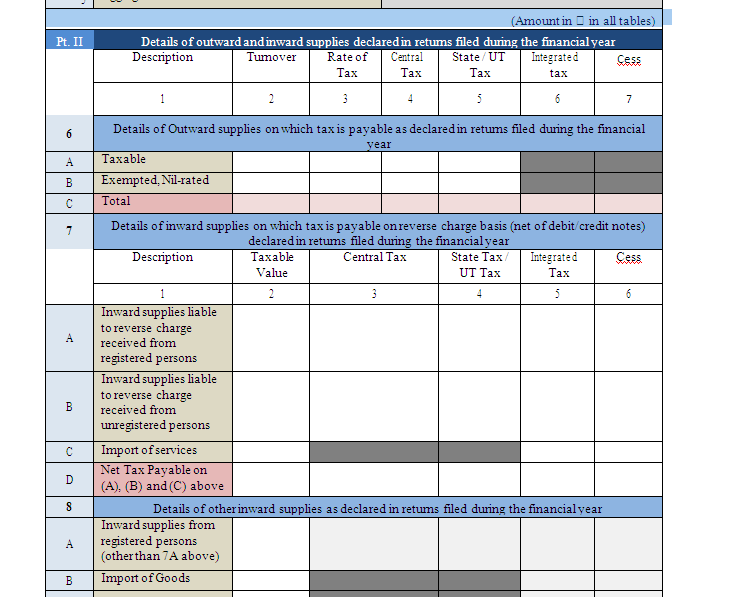 (Amount in □ in all tables)
Pt. II Details of outward and inward supplies declared in returns filed during the financial year
Description Turnover Rate of Tax Central Tax State / UT Tax Integrated tax Cess
1 2 3 4 5 6 7
6 Details of Outward supplies on which tax is payable as declared in returns filed during the financial
year
A Taxable
B Exempted, Nil-rated
C Total
7 Details of inward supplies on which tax is payable on reverse charge basis (net of debit/credit notes)
declared in returns filed during the financial year
Description Taxable Value Central Tax State Tax / UT Tax Integrated Tax Cess
1 2 3 4 5 6
A Inward supplies liable
to reverse charge
received from
registered persons
B Inward supplies liable
to reverse charge
received from
unregistered persons
C Import of services
D Net Tax Payable on
(A), (B) and (C) above
8 Details of other inward supplies as declared in returns filed during the financial year
A Inward supplies from
registered persons
(other than 7A above)
B Import of Goods